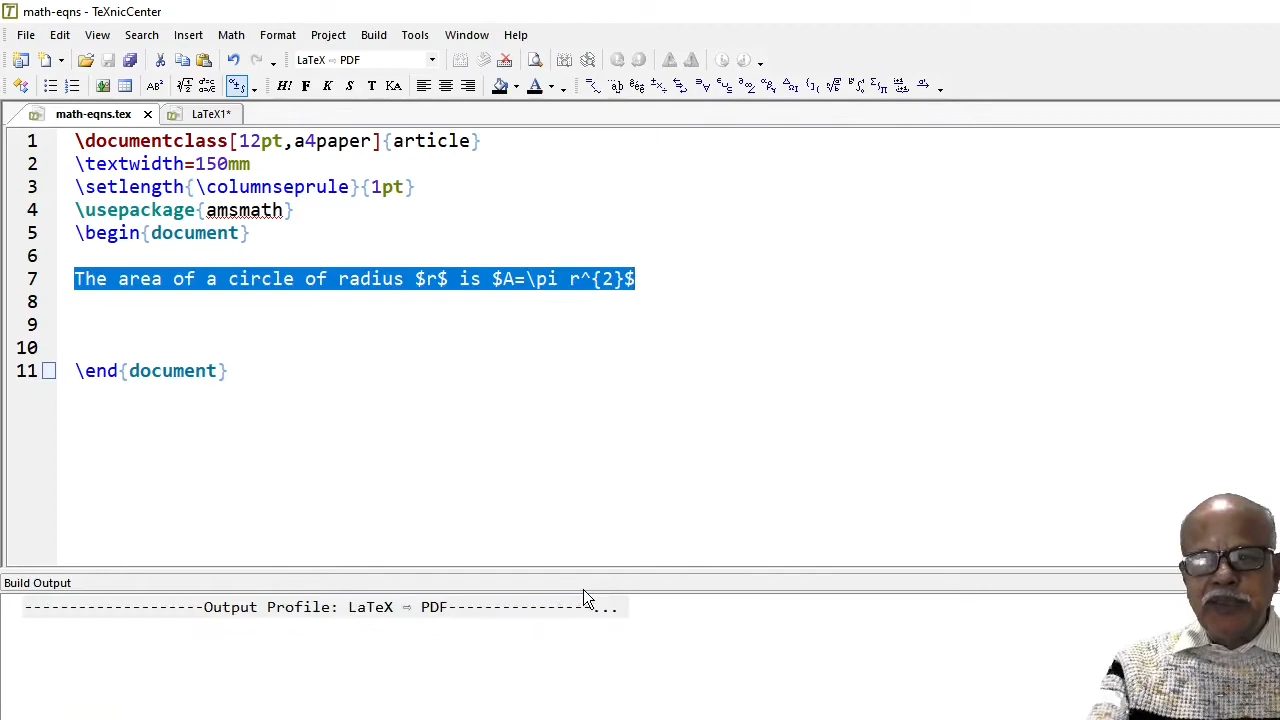 math-eqns - TeXnicCenter
File Edit View Search Insert Math Format Project Build Tools Window Help
LaTeX ⇨ PDF
H! F K S T KA A
math-eqns.tex × LaTeX1*
1 \documentclass[12pt,a4paper]{article}
2 \textwidth=150mm
3 \setlength{\columnseprule}{1pt}
4 \usepackage{amsmath}
5 \begin{document}
6
7 The area of a circle of radius $r$ is $A=\pi r^{2}$
8
9
10
11 \end{document}
Build Output
--------------------Output Profile: LaTeX ⇨ PDF----------------...